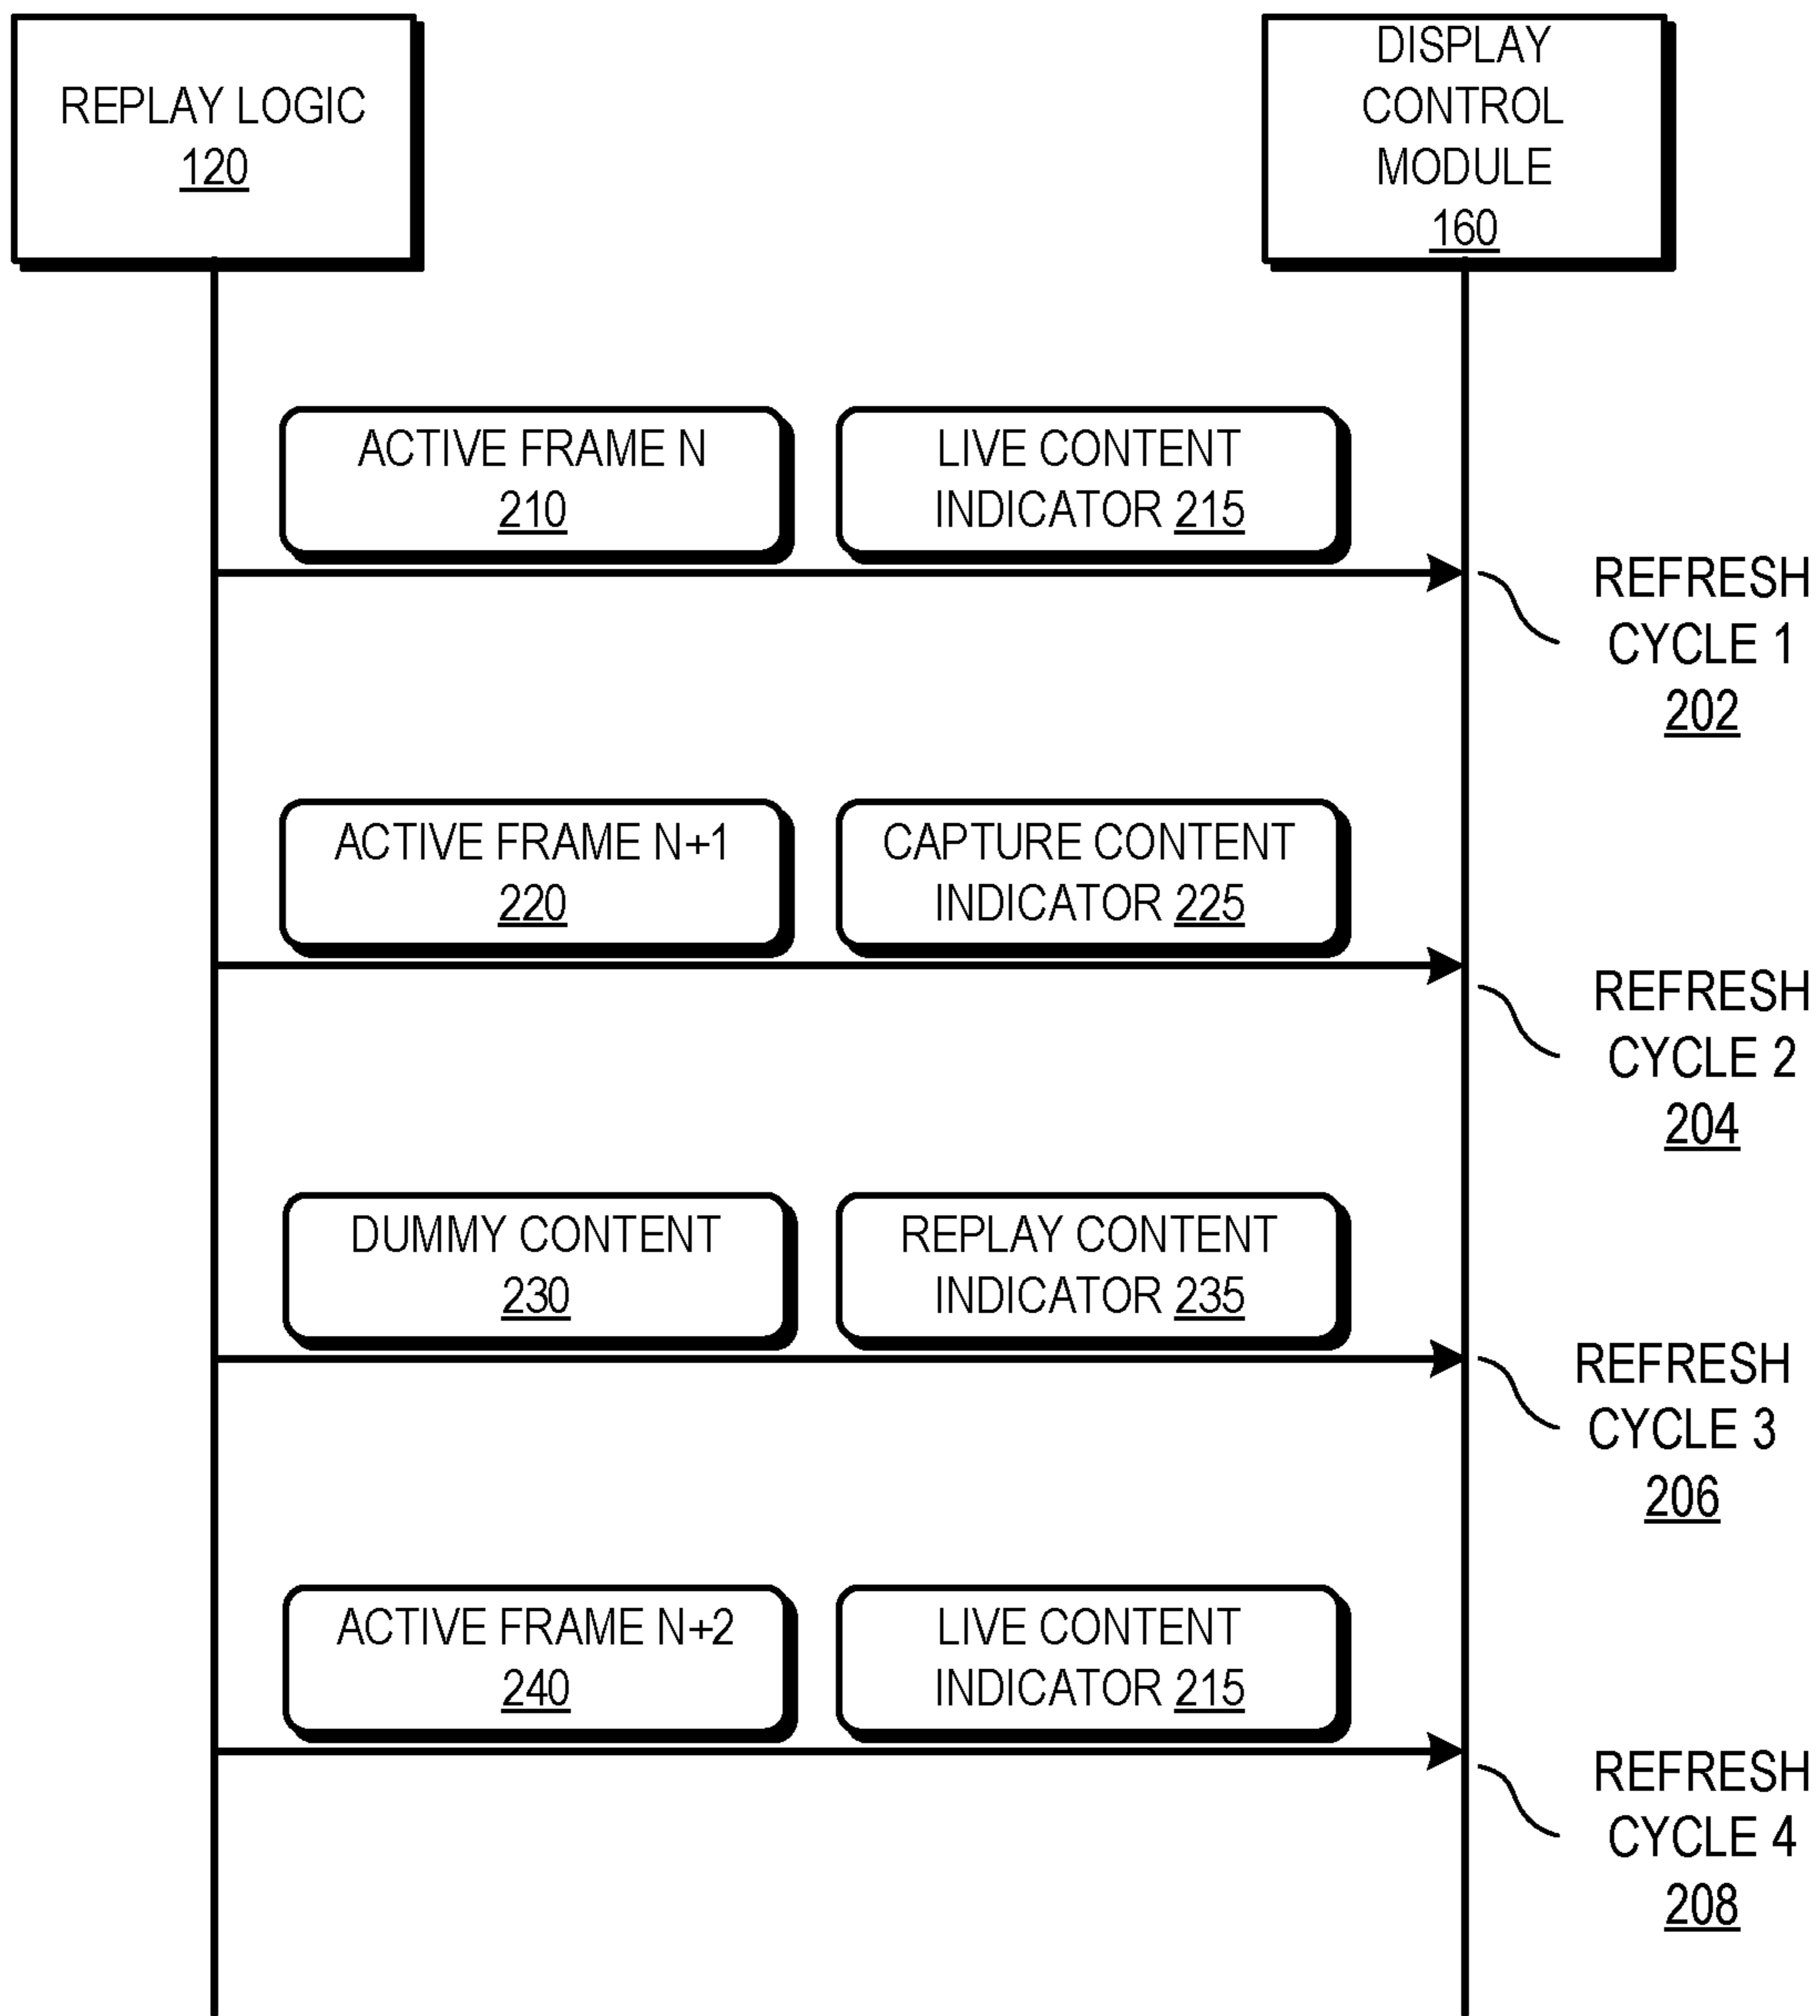 REPLAY LOGIC
120
DISPLAY
CONTROL
MODULE
160
ACTIVE FRAME N
210
LIVE CONTENT
INDICATOR 215
REFRESH
CYCLE 1
202
ACTIVE FRAME N+1
220
CAPTURE CONTENT
INDICATOR 225
REFRESH
CYCLE 2
204
DUMMY CONTENT
230
REPLAY CONTENT
INDICATOR 235
REFRESH
CYCLE 3
206
ACTIVE FRAME N+2
240
LIVE CONTENT
INDICATOR 215
REFRESH
CYCLE 4
208